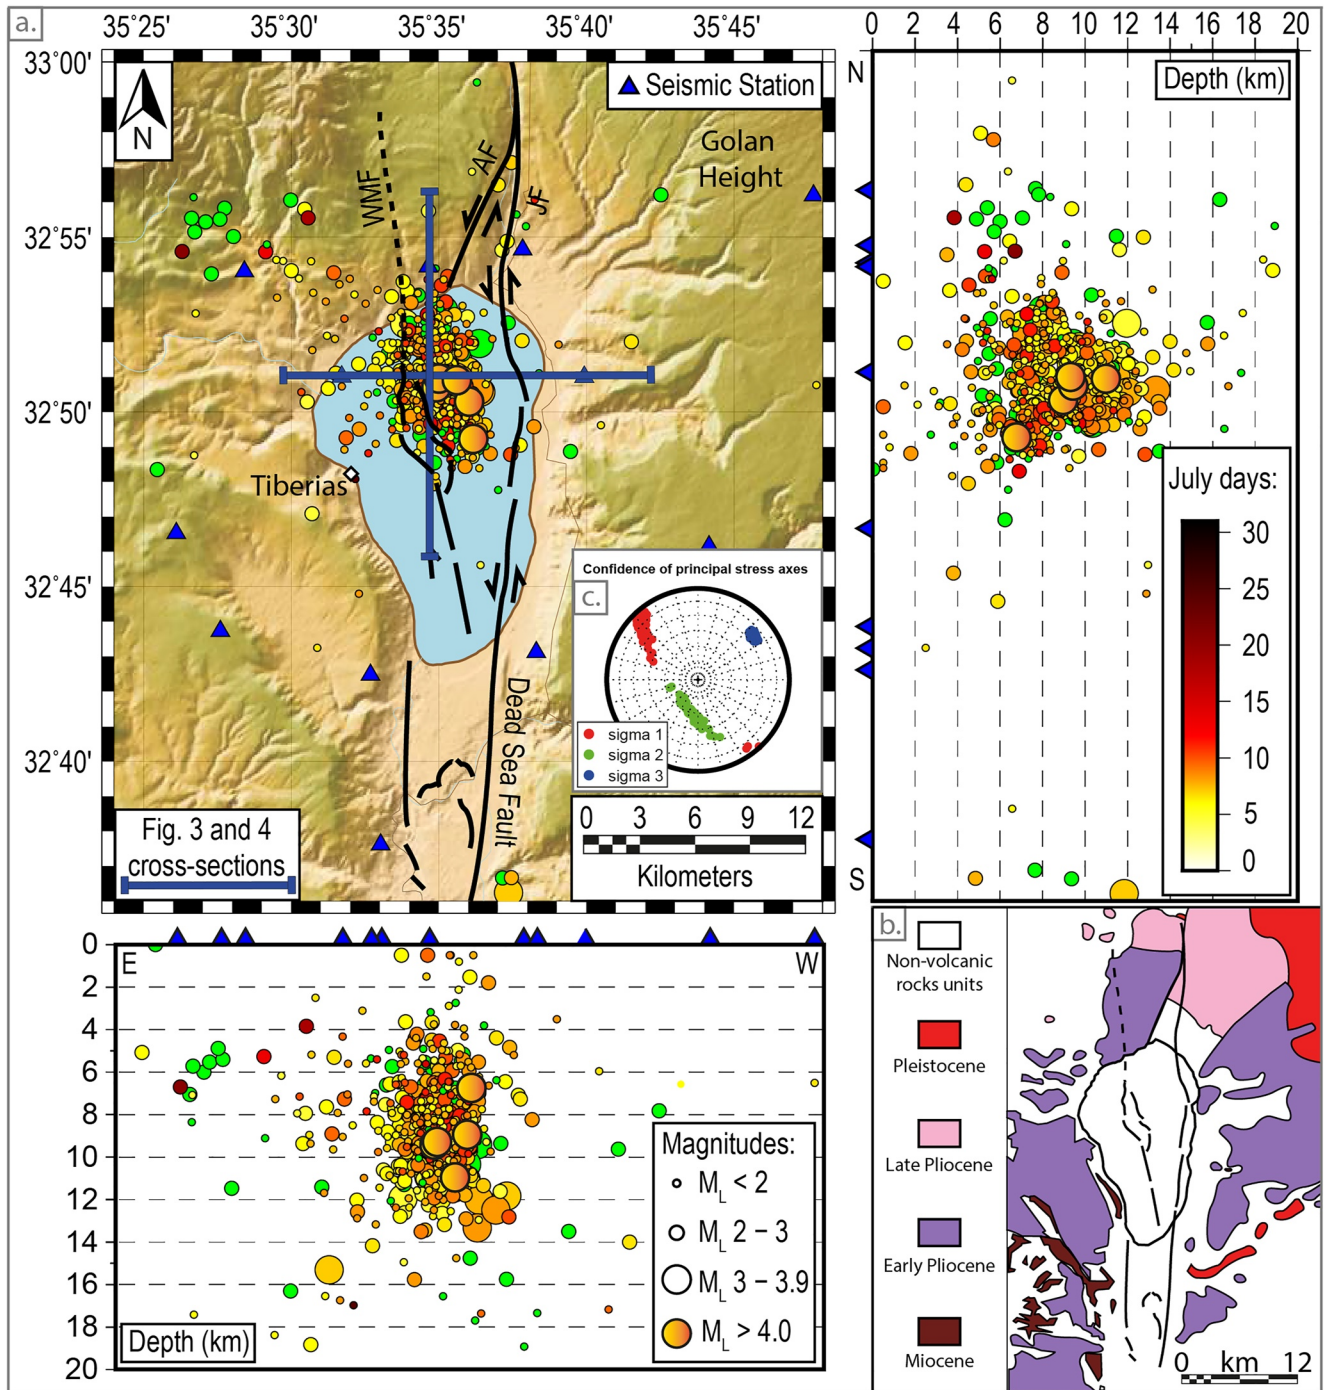 a.
35°25'
35°30'
35°35'
35°40'
35°45'
33°00'
32°55'
32°50'
32°45'
32°40'
N
Seismic Station
Golan
Height
WMF
AF
JF
Tiberias
Dead Sea Fault
Fig. 3 and 4
cross-sections
Confidence of principal stress axes
c.
sigma 1
sigma 2
sigma 3
0 3 6 9 12
Kilometers
0 2 4 6 8 10 12 14 16 20
N
Depth (km)
S
July days:
30
25
20
15
10
5
0
E
W
0
2
4
6
8
10
12
14
16
18
20
Depth (km)
Magnitudes:
ML < 2
ML 2 – 3
ML 3 – 3.9
ML > 4.0
b.
Non-volcanic
rocks units
Pleistocene
Late Pliocene
Early Pliocene
Miocene
0 km 12